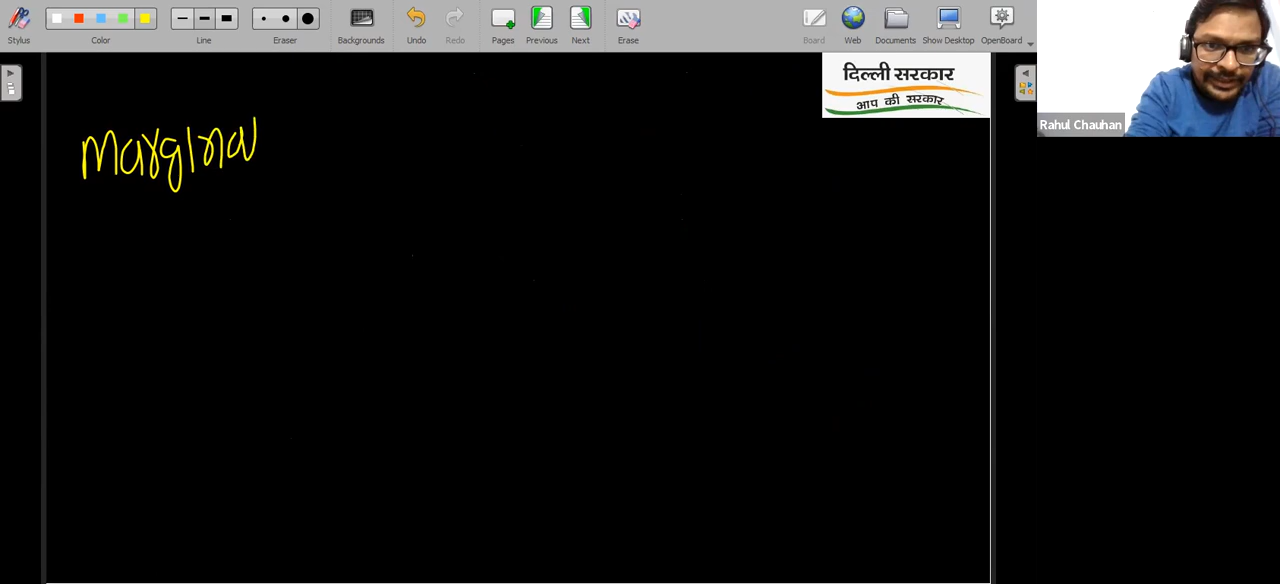 Stylus Color Line Eraser Backgrounds Undo Redo Pages Previous Next Erase Board Web Documents Show Desktop OpenBoard
दिल्ली सरकार
आप की सरकार
Rahul Chauhan
Marginal